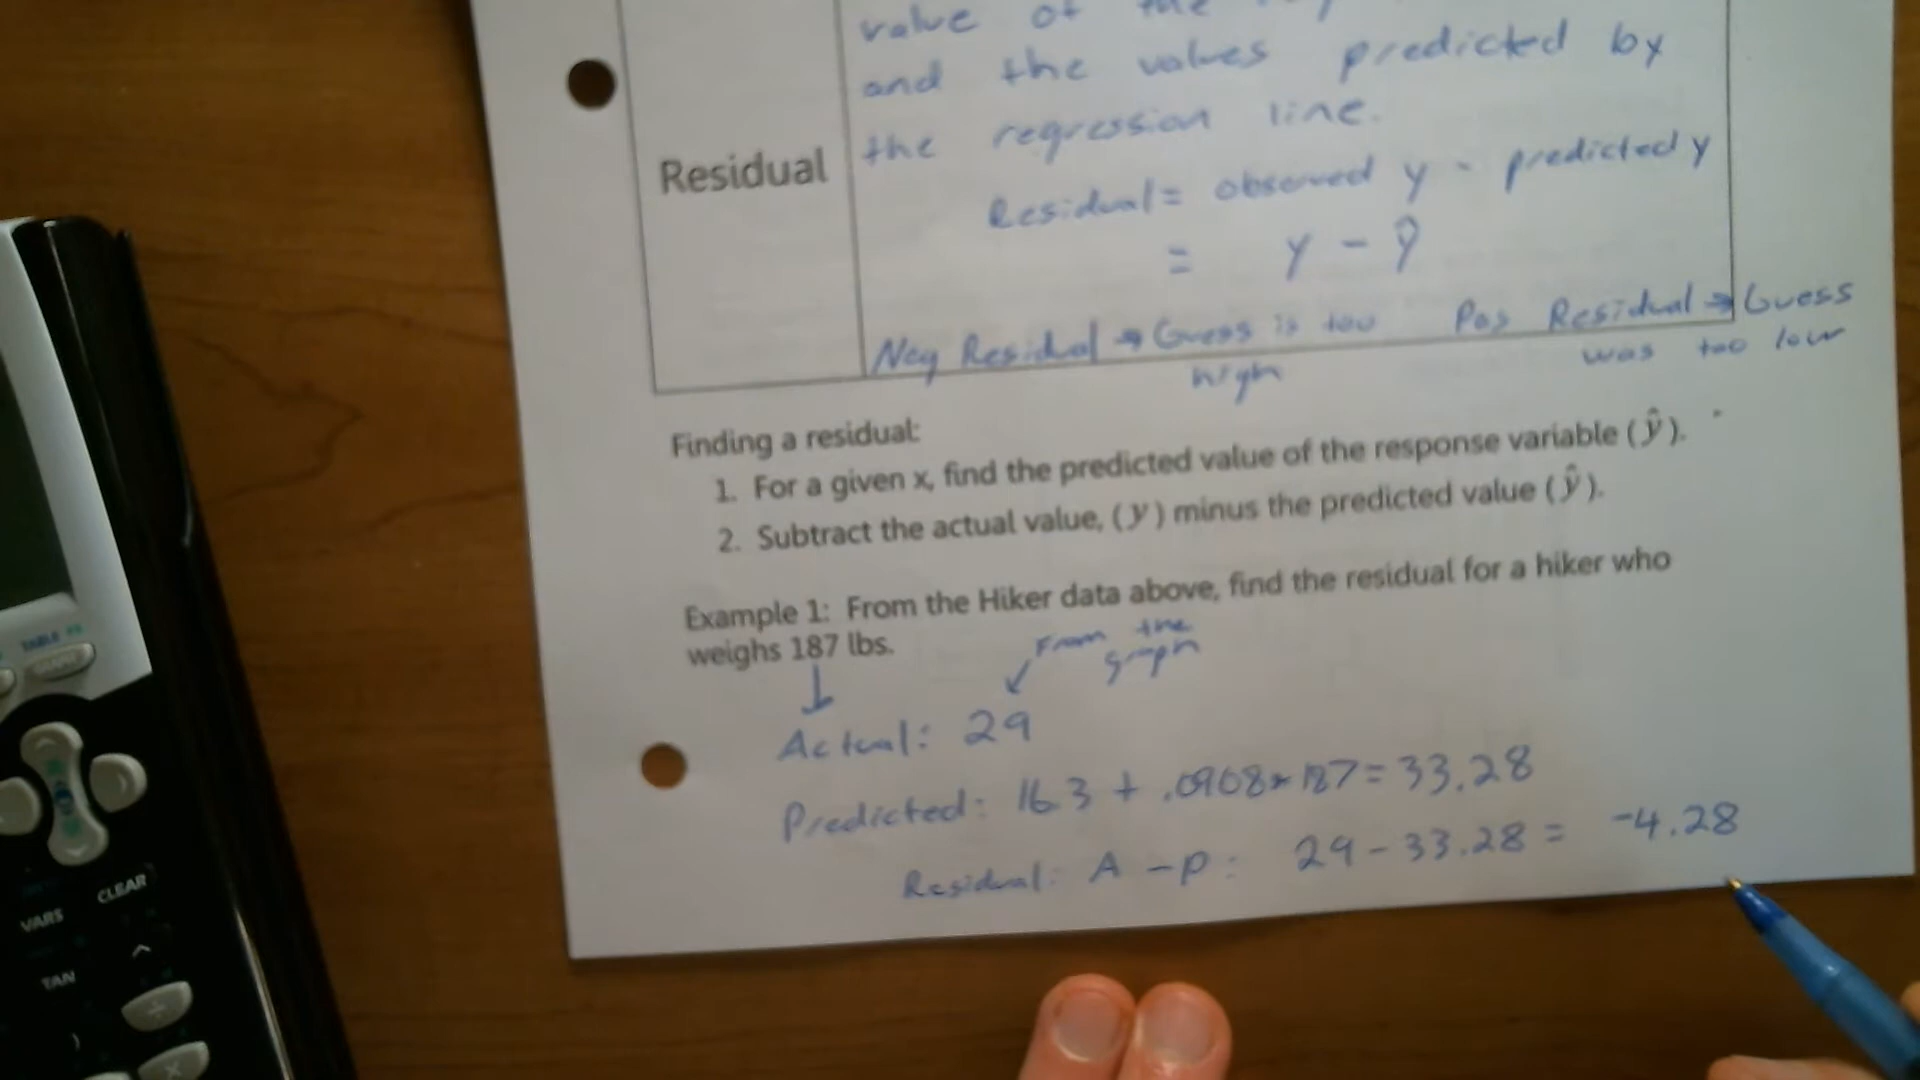 value of the
and the values predicted by
the regression line.
Residual
Residual = observed y - predicted y
= y - ŷ
Neg Residual → Guess is too high
Pos Residual → Guess was too low
Finding a residual:
1. For a given x, find the predicted value of the response variable (ŷ).
2. Subtract the actual value, (y) minus the predicted value (ŷ).
Example 1: From the Hiker data above, find the residual for a hiker who
weighs 187 lbs.
From the
graph
Actual: 29
Predicted: 16.3 + .0908*187 = 33.28
Residual: A - P: 29 - 33.28 = -4.28
TABLE
CLEAR
VARS
^
TAN
)
÷
×